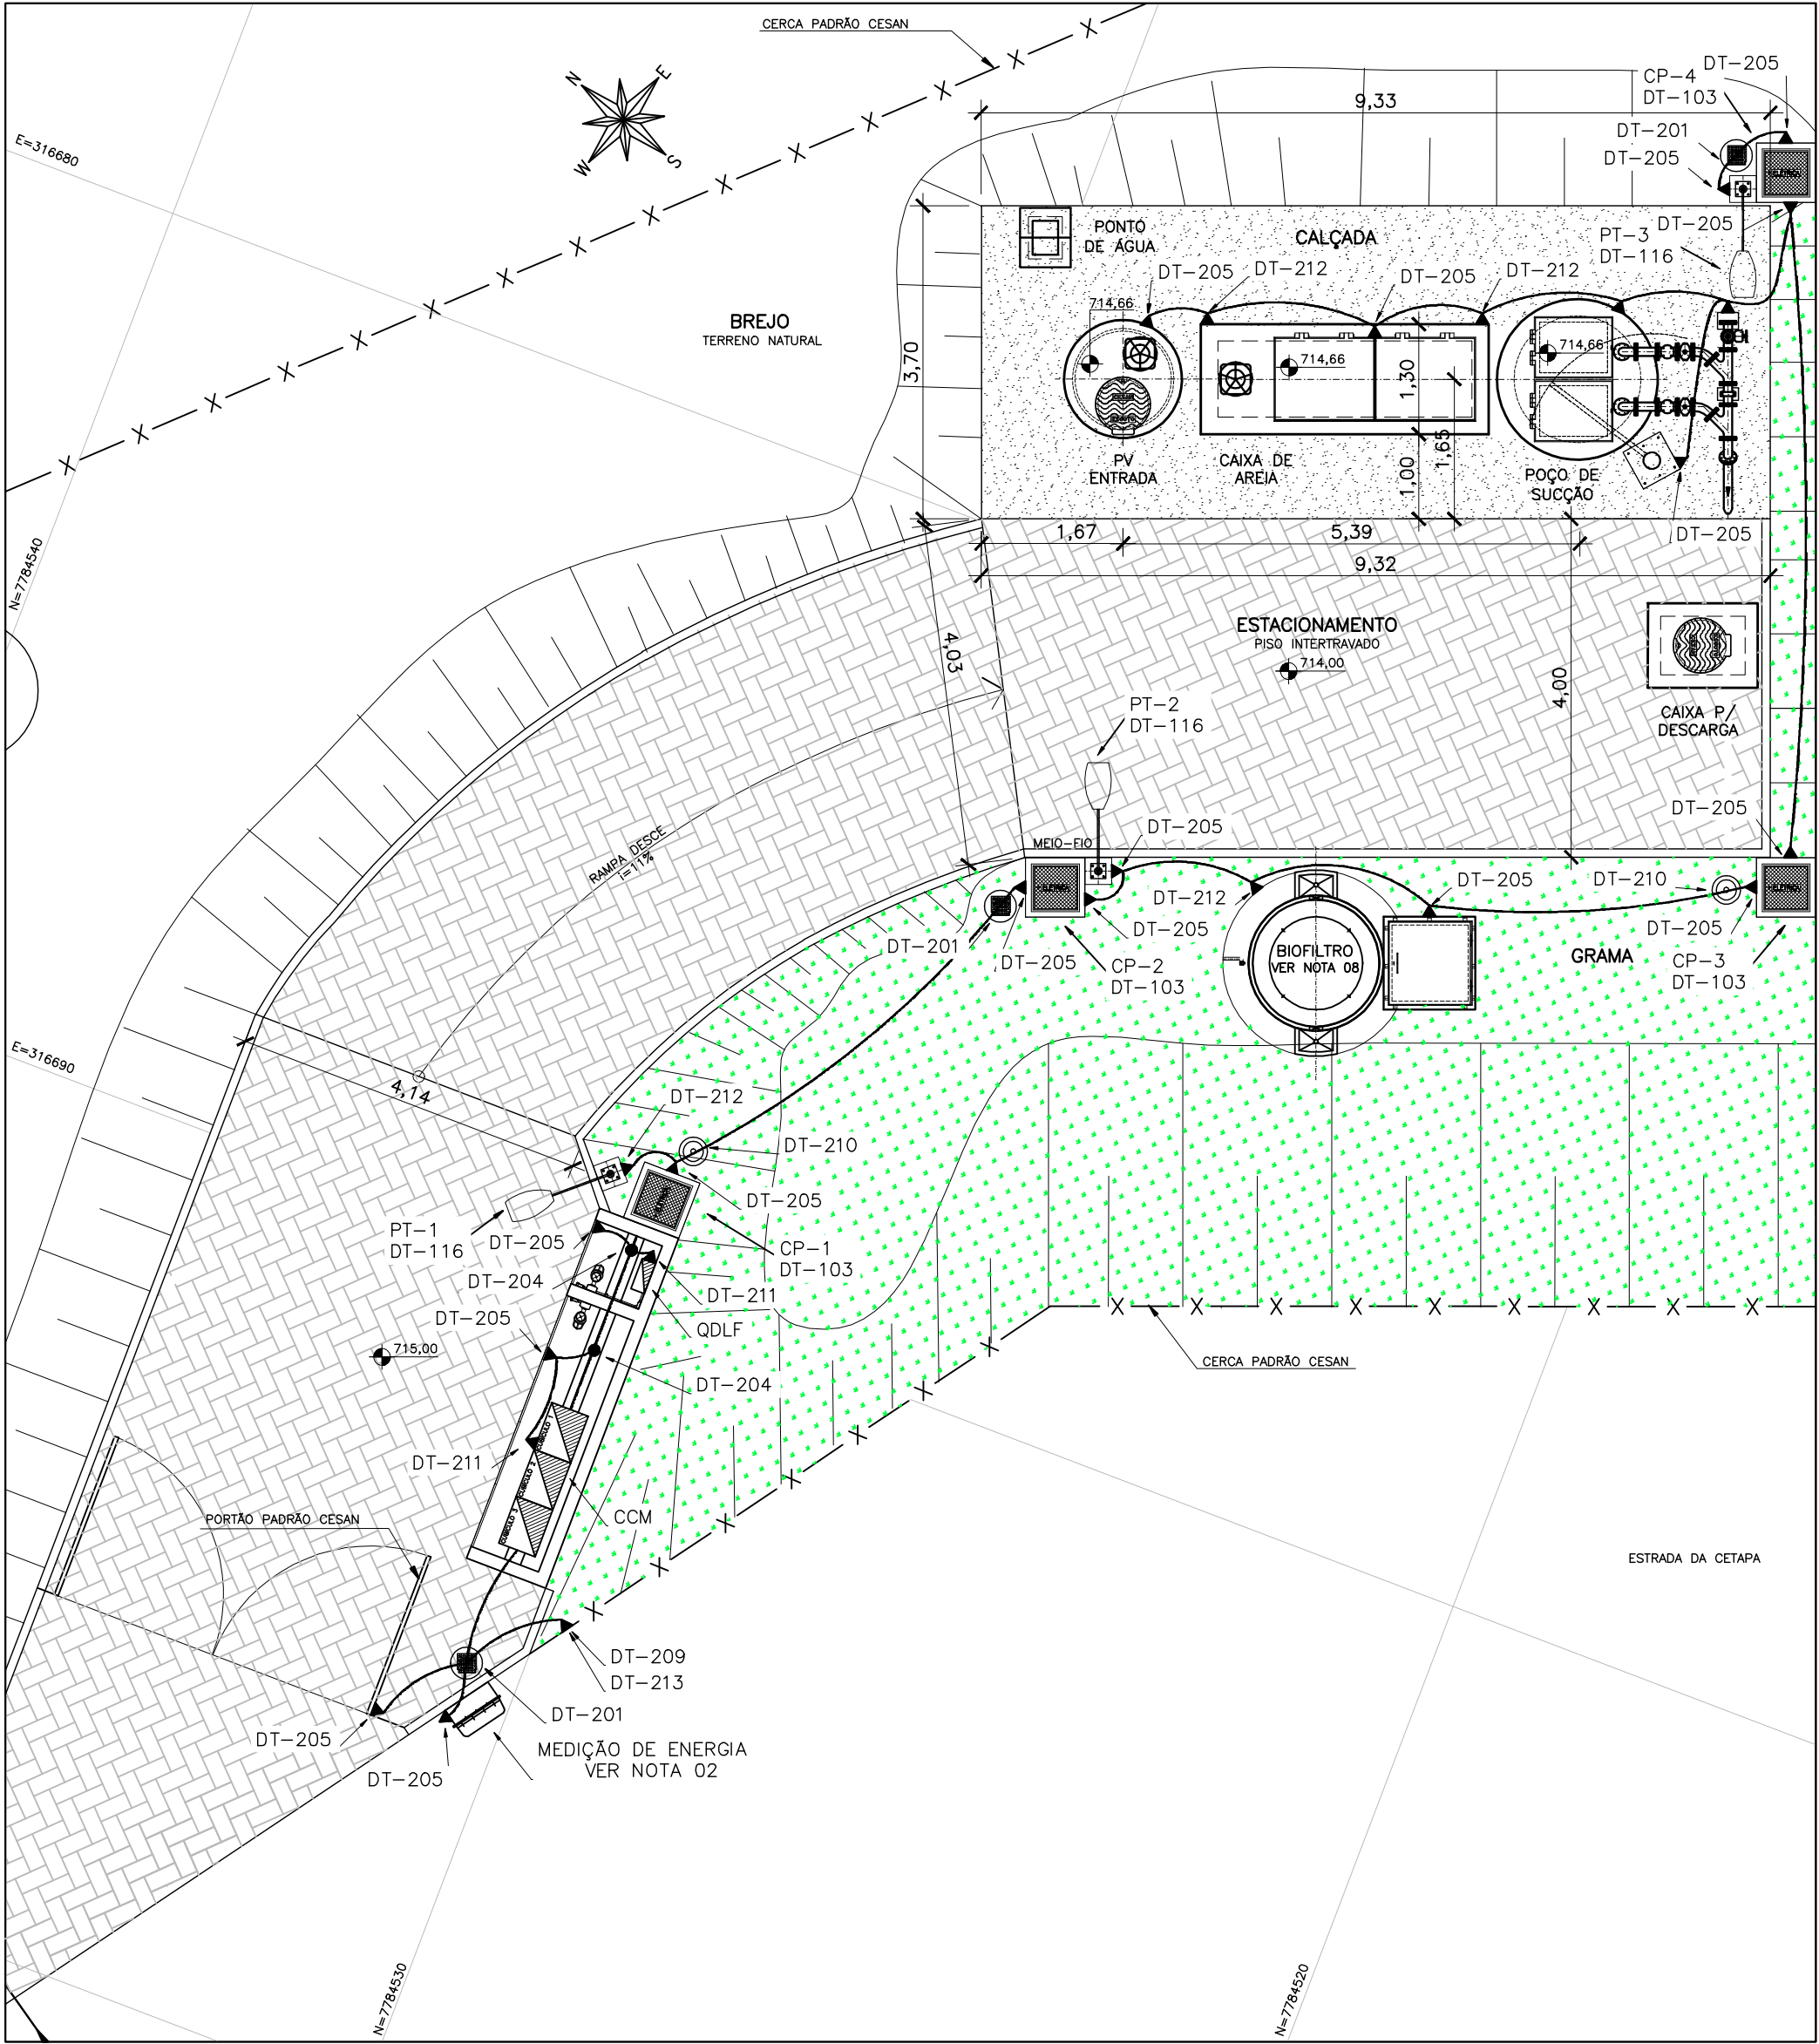 CERCA PADRÃO CESAN
N
E
W
S
E=316680
9,33
CP-4
DT-103
DT-205
DT-201
DT-205
DT-205
PT-3
DT-116
PONTO
DE ÁGUA
CALÇADA
DT-205
DT-212
DT-205
DT-212
BREJO
TERRENO NATURAL
3,70
714,66
714,66
714,66
1,30
1,65
1,00
PV
ENTRADA
CAIXA DE
AREIA
POÇO DE
SUCÇÃO
DT-205
1,67
5,39
9,32
N=7784540
4,03
ESTACIONAMENTO
PISO INTERTRAVADO
714,00
4,00
CAIXA P/
DESCARGA
PT-2
DT-116
RAMPA DESCE
i=11%
MEIO-FIO
DT-205
DT-205
DT-212
DT-205
DT-210
DT-201
DT-205
DT-205
CP-2
DT-103
BIOFILTRO
VER NOTA 08
GRAMA
DT-205
CP-3
DT-103
E=316690
4,14
DT-212
DT-210
DT-205
PT-1
DT-116
DT-205
CP-1
DT-103
DT-204
DT-211
DT-205
QDLF
715,00
CERCA PADRÃO CESAN
DT-204
CUBÍCULO 1
CUBÍCULO 2
CUBÍCULO 3
DT-211
CCM
PORTÃO PADRÃO CESAN
ESTRADA DA CETAPA
DT-209
DT-213
DT-201
DT-205
MEDIÇÃO DE ENERGIA
VER NOTA 02
DT-205
N=7784530
N=7784520